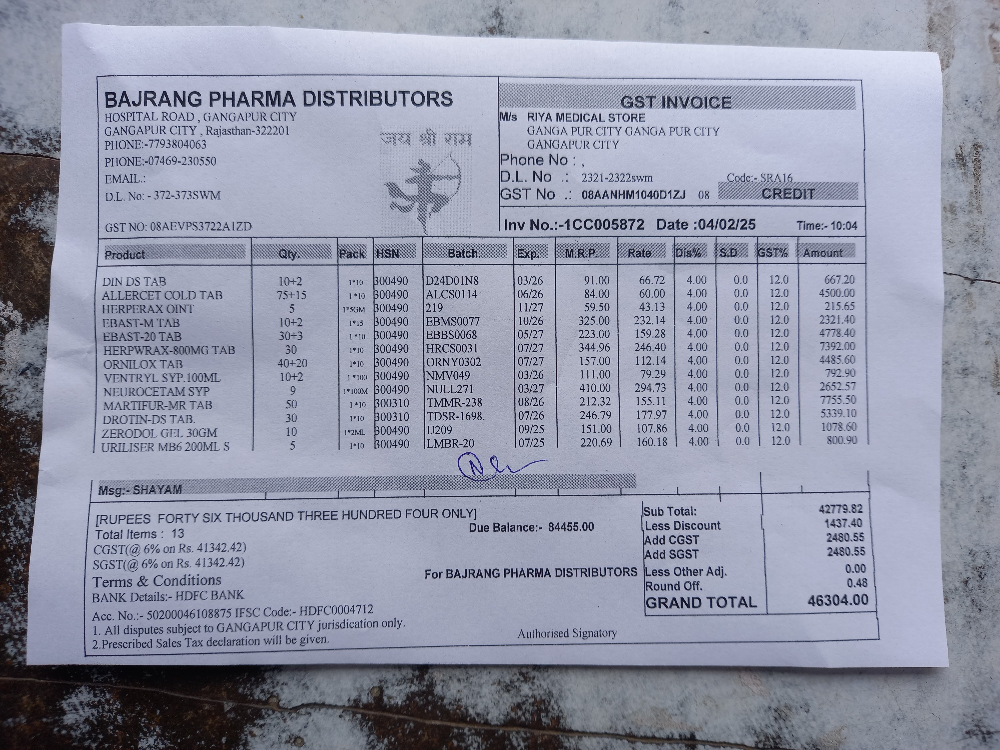 BAJRANG PHARMA DISTRIBUTORS
HOSPITAL ROAD , GANGAPUR CITY
GANGAPUR CITY , Rajasthan-322201
PHONE:-7793804063
PHONE:-07469-230550
EMAIL.:
D.L. No: - 372-373SWM
GST NO: 08AEVPS3722A1ZD
जय श्री राम
GST INVOICE
M/s RIYA MEDICAL STORE
GANGA PUR CITY GANGA PUR CITY
GANGAPUR CITY
Phone No : ,
D.L. No .: 2321-2322swm Code:- SRA16
GST No .: 08AANHM1040D1ZJ 08 CREDIT
Inv No.:-1CC005872 Date :04/02/25 Time:- 10:04
Product Qty. Pack HSN Batch. Exp. M.R.P. Rate Dis% S.D GST% Amount
DIN DS TAB 10+2 1*10 300490 D24D01N8 03/26 91.00 66.72 4.00 0.0 12.0 667.20
ALLERCET COLD TAB 75+15 1*10 300490 ALCS0114 06/26 84.00 60.00 4.00 0.0 12.0 4500.00
HERPERAX OINT 5 1*5GM 300490 219 11/27 59.50 43.13 4.00 0.0 12.0 215.65
EBAST-M TAB 10+2 1*15 300490 EBMS0077 10/26 325.00 232.14 4.00 0.0 12.0 2321.40
EBAST-20 TAB 30+3 1*10 300490 EBBS0068 05/27 223.00 159.28 4.00 0.0 12.0 4778.40
HERPWRAX-800MG TAB 30 1*10 300490 HRCS0031 07/27 344.96 246.40 4.00 0.0 12.0 7392.00
ORNILOX TAB 40+20 1*10 300490 ORNY0302 07/27 157.00 112.14 4.00 0.0 12.0 4485.60
VENTRYL SYP.100ML 10+2 1*100 300490 NMV049 03/26 111.00 79.29 4.00 0.0 12.0 792.90
NEUROCETAM SYP 9 1*100M 300490 NULL271 03/27 410.00 294.73 4.00 0.0 12.0 2652.57
MARTIFUR-MR TAB 50 1*10 300310 TMMR-238 08/26 212.32 155.11 4.00 0.0 12.0 7755.50
DROTIN-DS TAB. 30 1*10 300310 TDSR-1698. 07/26 246.79 177.97 4.00 0.0 12.0 5339.10
ZERODOL GEL 30GM 10 1*2ML 300490 IJ209 09/25 151.00 107.86 4.00 0.0 12.0 1078.60
URILISER MB6 200ML S 5 1*10 300490 LMBR-20 07/25 220.69 160.18 4.00 0.0 12.0 800.90
Msg:- SHAYAM
[RUPEES FORTY SIX THOUSAND THREE HUNDRED FOUR ONLY]
Total Items : 13 Due Balance:- 84455.00
CGST(@ 6% on Rs. 41342.42)
SGST(@ 6% on Rs. 41342.42)
Terms & Conditions
BANK Details:- HDFC BANK
Acc. No.:- 50200046108875 IFSC Code:- HDFC0004712
1. All disputes subject to GANGAPUR CITY jurisdication only.
2.Prescribed Sales Tax declaration will be given.
For BAJRANG PHARMA DISTRIBUTORS
Authorised Signatory
Sub Total: 42779.82
Less Discount 1437.40
Add CGST 2480.55
Add SGST 2480.55
Less Other Adj. 0.00
Round Off. 0.48
GRAND TOTAL 46304.00